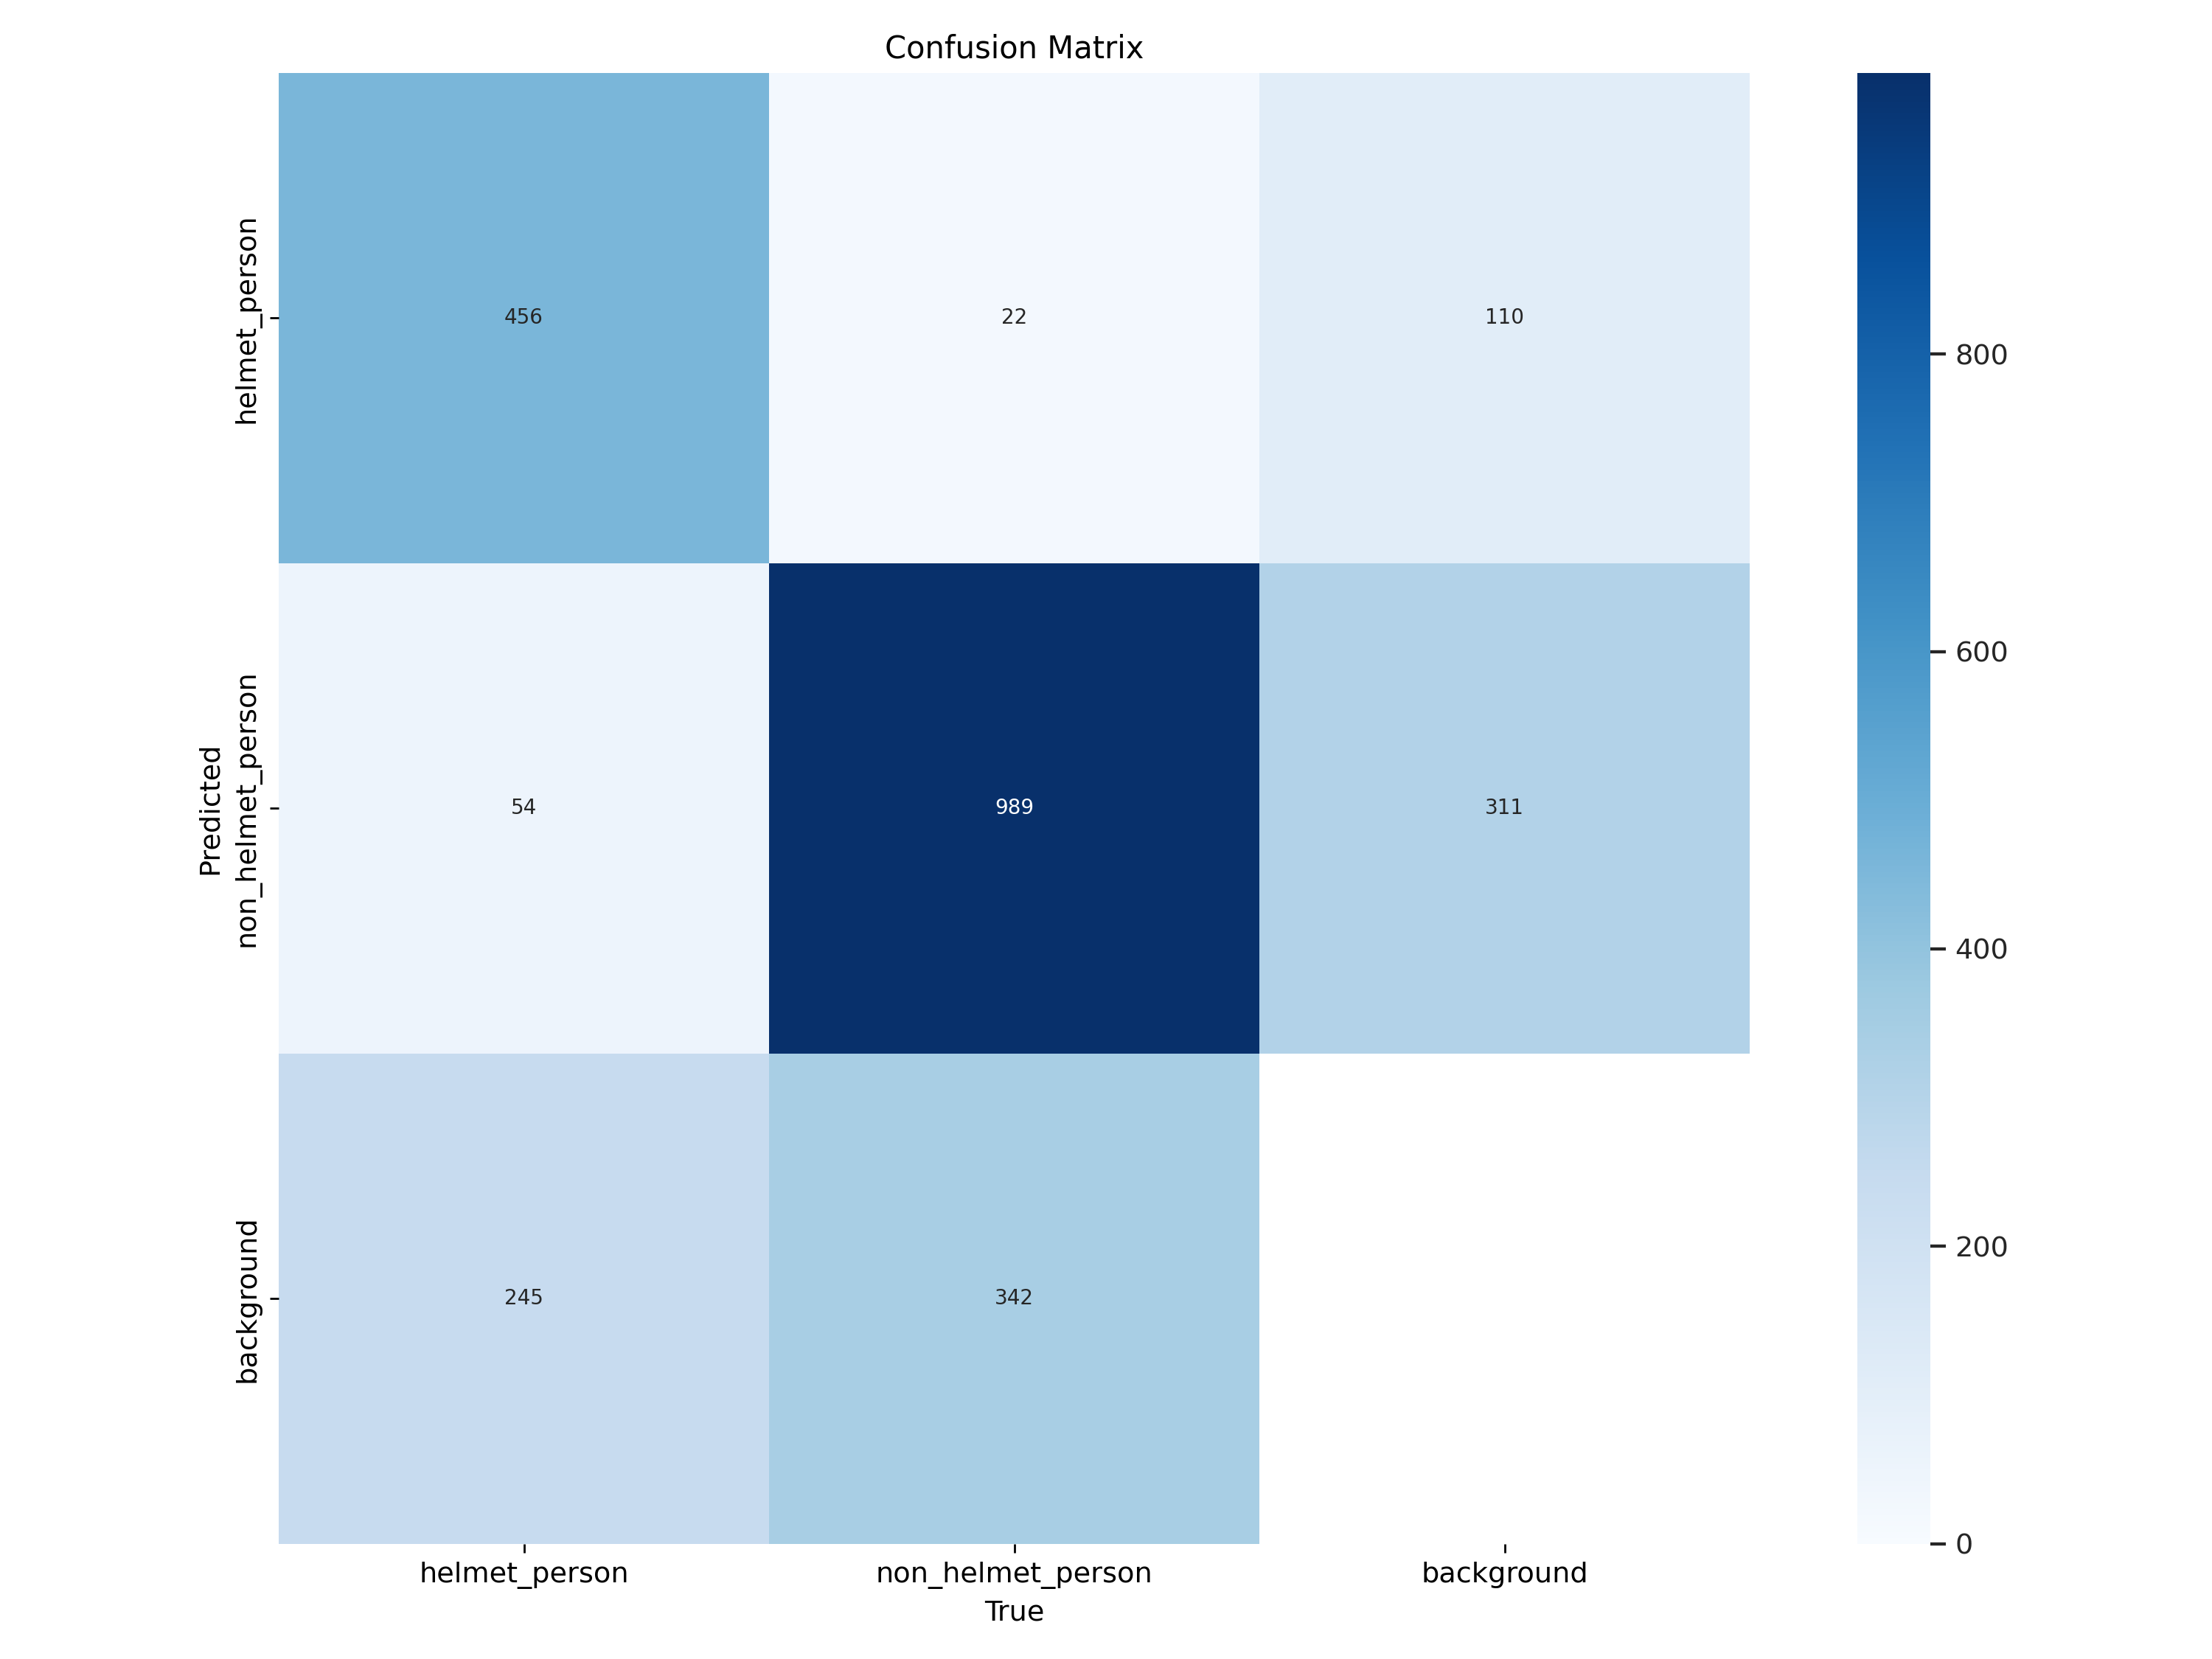 Confusion Matrix
helmet_person
456
22
110
800
600
Predicted
non_helmet_person
54
989
311
400
background
245
342
200
0
helmet_person
non_helmet_person
background
True